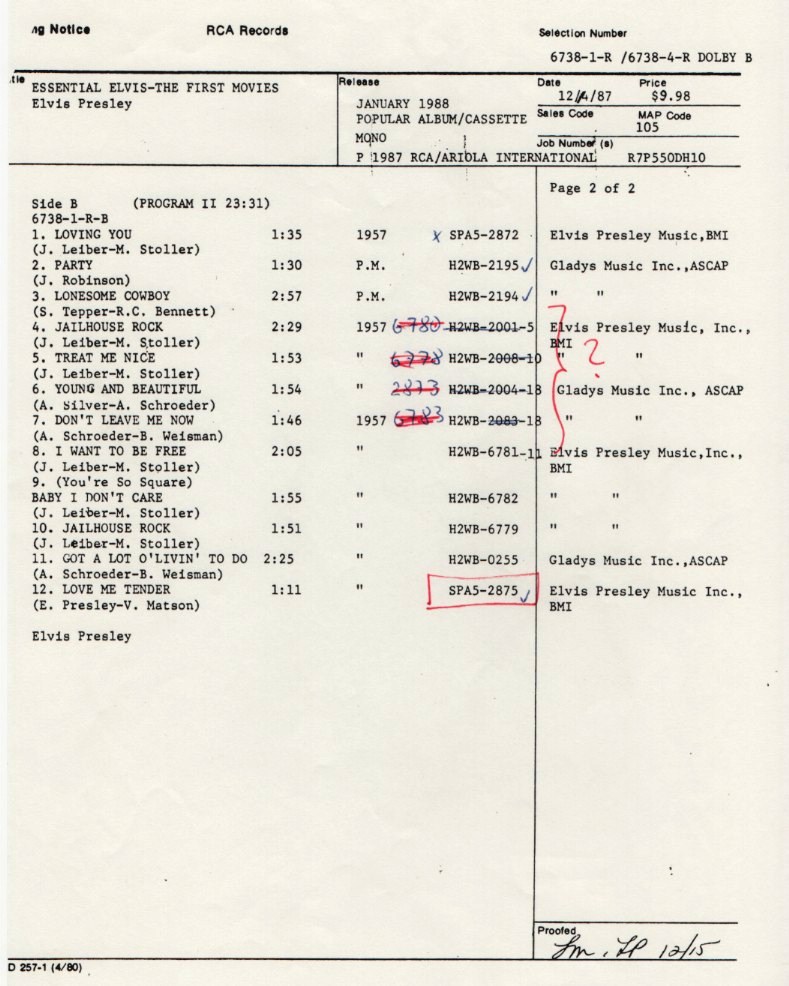 ng Notice RCA Records Selection Number
6738-1-R /6738-4-R DOLBY B
tle ESSENTIAL ELVIS-THE FIRST MOVIES
Elvis Presley
Release
JANUARY 1988
POPULAR ALBUM/CASSETTE
MONO
P 1987 RCA/ARIOLA INTERNATIONAL
Date Price
12/4/87 $9.98
Sales Code MAP Code
105
Job Number (s)
R7P550DH10
Page 2 of 2
Side B (PROGRAM II 23:31)
6738-1-R-B
1. LOVING YOU 1:35 1957 x SPA5-2872 Elvis Presley Music,BMI
(J. Leiber-M. Stoller)
2. PARTY 1:30 P.M. H2WB-2195 ✓ Gladys Music Inc.,ASCAP
(J. Robinson)
3. LONESOME COWBOY 2:57 P.M. H2WB-2194 ✓ " "
(S. Tepper-R.C. Bennett)
4. JAILHOUSE ROCK 2:29 1957 6780 H2WB-2001-5 Elvis Presley Music, Inc.,
(J. Leiber-M. Stoller) BMI
5. TREAT ME NICE 1:53 " 6778 H2WB-2008-10 " " ?
(J. Leiber-M. Stoller)
6. YOUNG AND BEAUTIFUL 1:54 " 2873 H2WB-2004-18 Gladys Music Inc., ASCAP
(A. Silver-A. Schroeder)
7. DON'T LEAVE ME NOW 1:46 1957 6783 H2WB-2083-18 " "
(A. Schroeder-B. Weisman)
8. I WANT TO BE FREE 2:05 " H2WB-6781-11 Elvis Presley Music,Inc.,
(J. Leiber-M. Stoller) BMI
9. (You're So Square)
BABY I DON'T CARE 1:55 " H2WB-6782 " "
(J. Leiber-M. Stoller)
10. JAILHOUSE ROCK 1:51 " H2WB-6779 " "
(J. Leiber-M. Stoller)
11. GOT A LOT O'LIVIN' TO DO 2:25 " H2WB-0255 Gladys Music Inc.,ASCAP
(A. Schroeder-B. Weisman)
12. LOVE ME TENDER 1:11 " SPA5-2875 ✓ Elvis Presley Music Inc.,
(E. Presley-V. Matson) BMI
Elvis Presley
Proofed
12/15
D 257-1 (4/80)